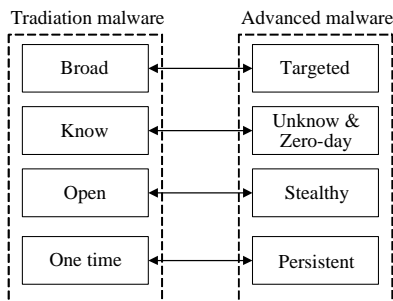 Tradiation malware
Advanced malware
Broad
Targeted
Know
Unknow &
Zero-day
Open
Stealthy
One time
Persistent